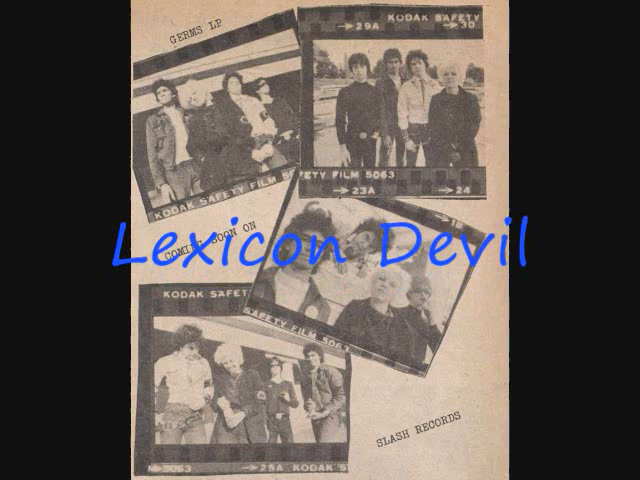 GERMS LP
KODAK SAFETY
→29A →30
KODAK SAFETY FILM 50
FETY FILM 5063
→23A →24
COMING SOON ON
Lexicon Devil
KODAK SAFET
SAFETY FILM 5063
SLASH RECORDS
5063 →25A KODAK S